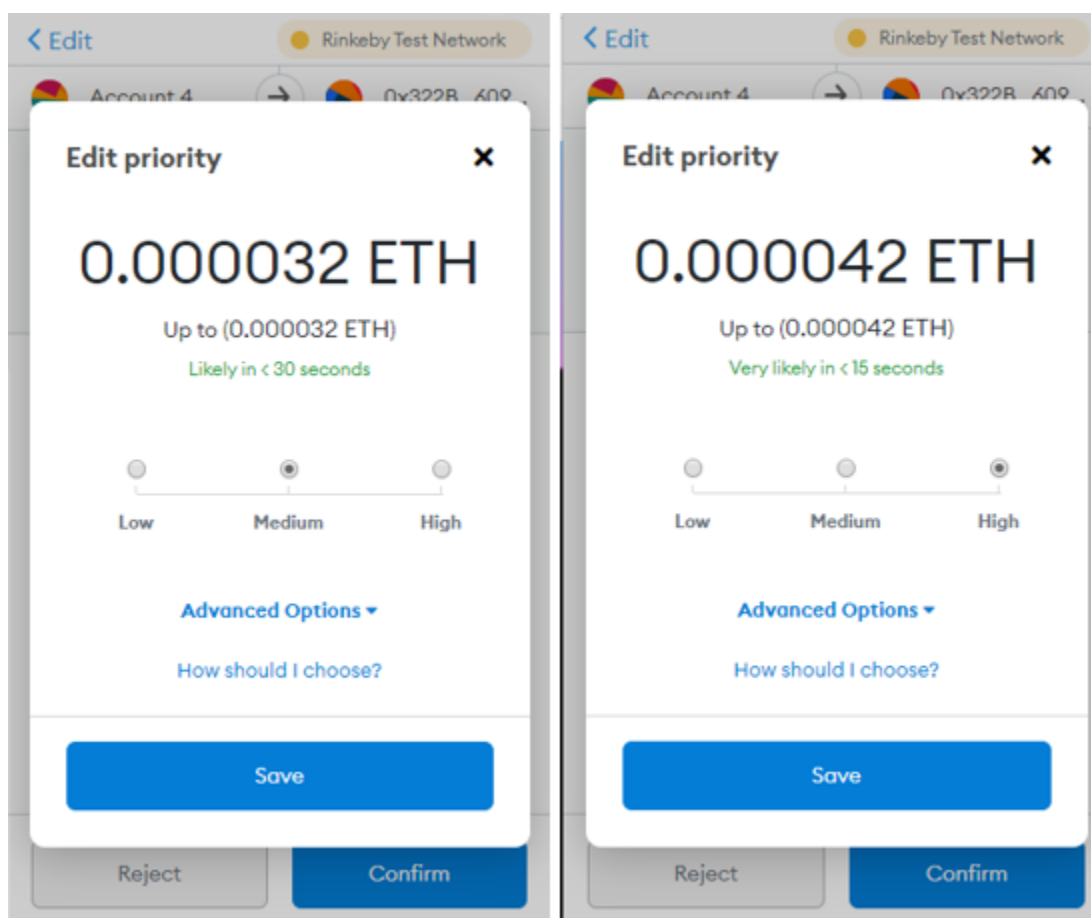 Edit
Rinkeby Test Network
Account 4
0x322B 609
Edit priority
0.000032 ETH
Up to (0.000032 ETH)
Likely in < 30 seconds
Low Medium High
Advanced Options
How should I choose?
Save
Reject Confirm
Edit
Rinkeby Test Network
Account 4
0x322B 609
Edit priority
0.000042 ETH
Up to (0.000042 ETH)
Very likely in < 15 seconds
Low Medium High
Advanced Options
How should I choose?
Save
Reject Confirm